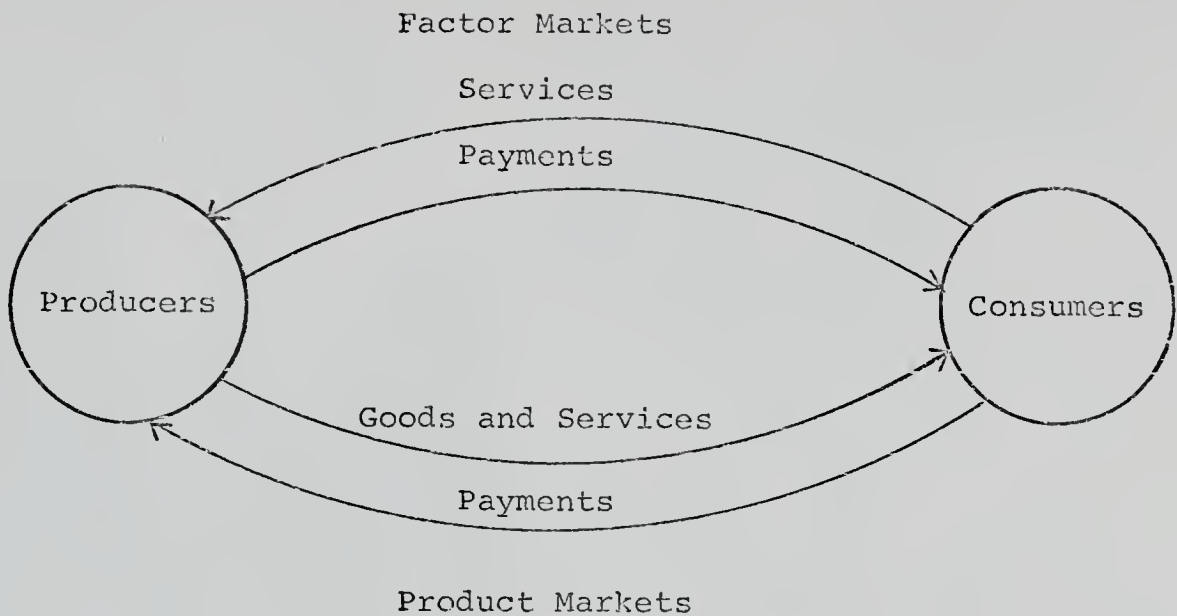 Factor Markets
Services
Payments
Producers
Consumers
Goods and Services
Payments
Product Markets